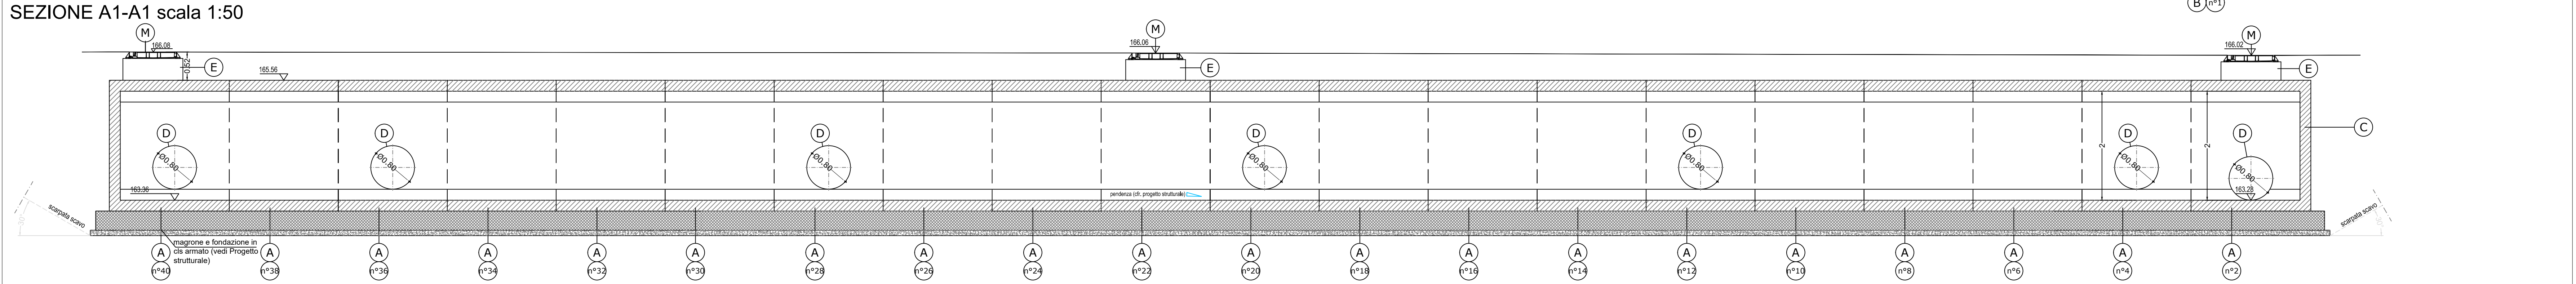 SEZIONE A1-A1 scala 1:50
B n°1
M
166.08
0.52
E
165.56
M
166.06
E
M
166.02
E
D
Ø0.80
D
Ø0.80
D
Ø0.80
D
Ø0.80
D
Ø0.80
2
D
Ø0.80
2
D
Ø0.80
C
163.36
pendenza (cfr. progetto strutturale)
163.28
scarpata scavo
scarpata scavo
magrone e fondazione in
cls armato (vedi Progetto
strutturale)
A A A A A A A A A A A A A A A A A A A A
n°40 n°38 n°36 n°34 n°32 n°30 n°28 n°26 n°24 n°22 n°20 n°18 n°16 n°14 n°12 n°10 n°8 n°6 n°4 n°2